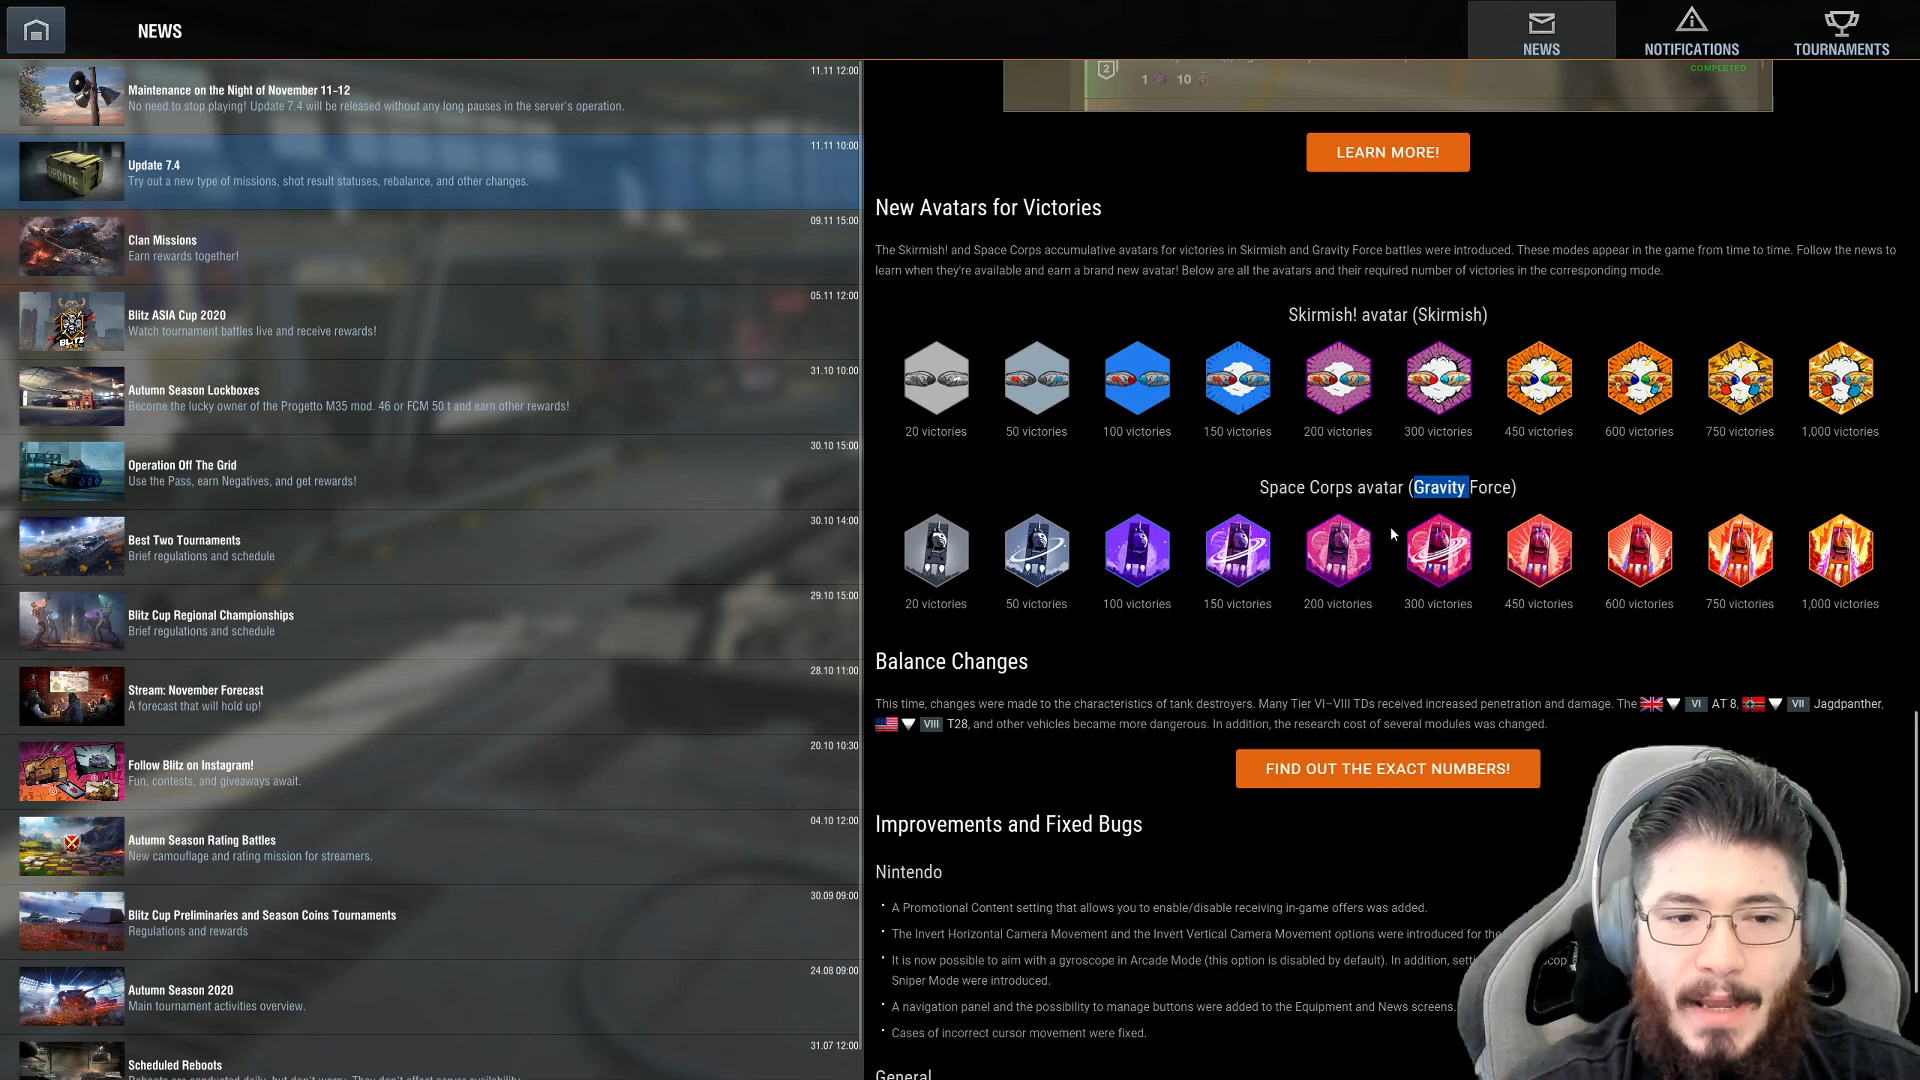 NEWS
NEWS
NOTIFICATIONS
TOURNAMENTS
11.11 12:00
Maintenance on the Night of November 11-12
No need to stop playing! Update 7.4 will be released without any long pauses in the server's operation.
11.11 10:00
UPDATE
Update 7.4
Try out a new type of missions, shot result statuses, rebalance, and other changes.
09.11 15:00
Clan Missions
Earn rewards together!
05.11 12:00
BLITZ
Blitz ASIA Cup 2020
Watch tournament battles live and receive rewards!
31.10 10:00
Autumn Season Lockboxes
Become the lucky owner of the Progetto M35 mod. 46 or FCM 50 t and earn other rewards!
30.10 15:00
Operation Off The Grid
Use the Pass, earn Negatives, and get rewards!
30.10 14:00
Best Two Tournaments
Brief regulations and schedule
29.10 15:00
Blitz Cup Regional Championships
Brief regulations and schedule
28.10 11:00
Stream: November Forecast
A forecast that will hold up!
20.10 10:30
Follow Blitz on Instagram!
Fun, contests, and giveaways await.
04.10 12:00
Autumn Season Rating Battles
New camouflage and rating mission for streamers.
30.09 09:00
Blitz Cup Preliminaries and Season Coins Tournaments
Regulations and rewards
24.08 09:00
Autumn Season 2020
Main tournament activities overview.
31.07 12:00
Scheduled Reboots
2
1 10
COMPLETED
LEARN MORE!
New Avatars for Victories
The Skirmish! and Space Corps accumulative avatars for victories in Skirmish and Gravity Force battles were introduced. These modes appear in the game from time to time. Follow the news to
learn when they're available and earn a brand new avatar! Below are all the avatars and their required number of victories in the corresponding mode.
Skirmish! avatar (Skirmish)
20 victories 50 victories 100 victories 150 victories 200 victories 300 victories 450 victories 600 victories 750 victories 1,000 victories
Space Corps avatar (Gravity Force)
20 victories 50 victories 100 victories 150 victories 200 victories 300 victories 450 victories 600 victories 750 victories 1,000 victories
Balance Changes
This time, changes were made to the characteristics of tank destroyers. Many Tier VI–VIII TDs received increased penetration and damage. The VI AT 8, VII Jagdpanther,
VIII T28, and other vehicles became more dangerous. In addition, the research cost of several modules was changed.
FIND OUT THE EXACT NUMBERS!
Improvements and Fixed Bugs
Nintendo
• A Promotional Content setting that allows you to enable/disable receiving in-game offers was added.
• The Invert Horizontal Camera Movement and the Invert Vertical Camera Movement options were introduced for the
• It is now possible to aim with a gyroscope in Arcade Mode (this option is disabled by default). In addition,
Sniper Mode were introduced.
• A navigation panel and the possibility to manage buttons were added to the Equipment and News screens.
• Cases of incorrect cursor movement were fixed.
General